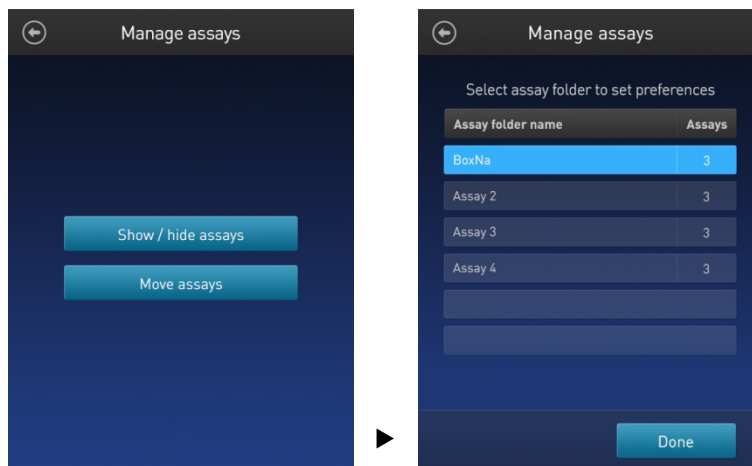 Manage assays
Show / hide assays
Move assays
Manage assays
Select assay folder to set preferences
Assay folder name Assays
BoxNa 3
Assay 2 3
Assay 3 3
Assay 4 3
Done